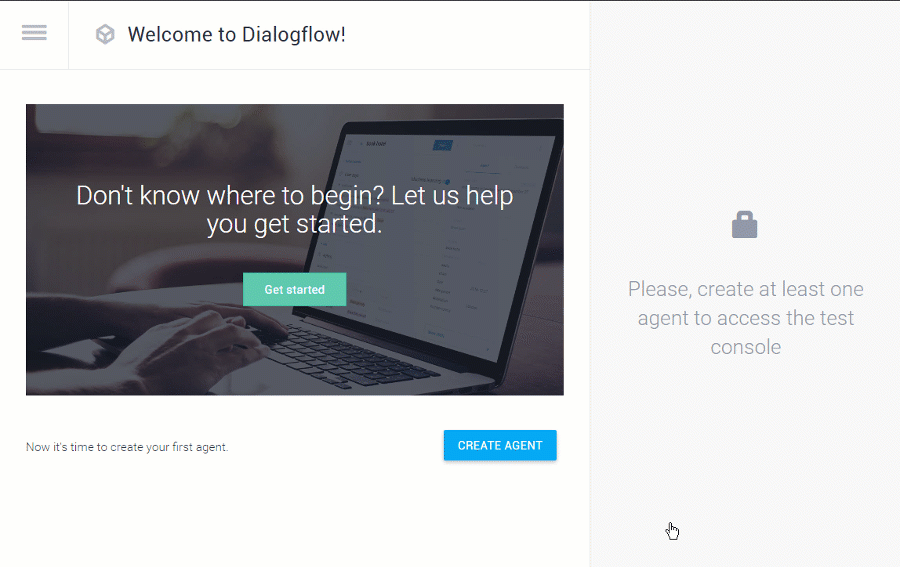 Welcome to Dialogflow!
Don't know where to begin? Let us help
you get started.
Get started
Please, create at least one
agent to access the test
console
Now it's time to create your first agent.
CREATE AGENT